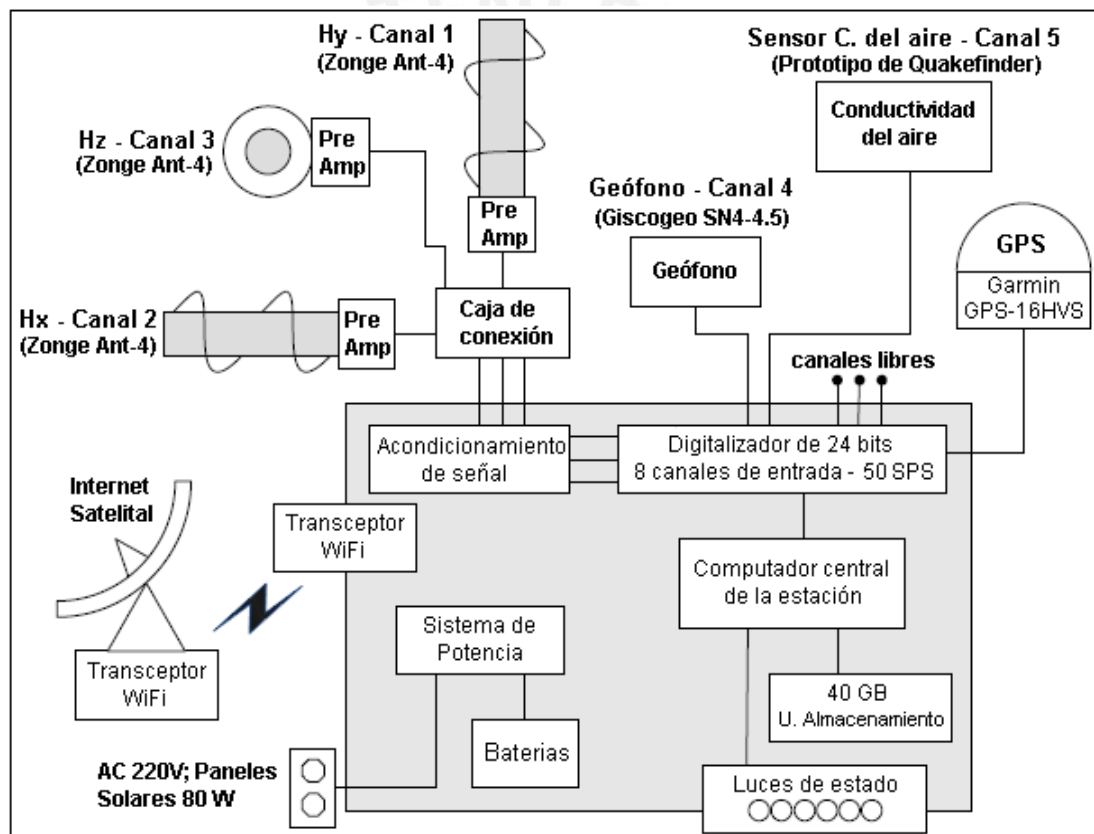 Hy - Canal 1
(Zonge Ant-4)
Sensor C. del aire - Canal 5
(Prototipo de Quakefinder)
Conductividad
del aire
Hz - Canal 3
(Zonge Ant-4)
Pre
Amp
Pre
Amp
Geófono - Canal 4
(Giscogeo SN4-4.5)
Geófono
GPS
Garmin
GPS-16HVS
Hx - Canal 2
(Zonge Ant-4)
Pre
Amp
Caja de
conexión
canales libres
Acondicionamiento
de señal
Digitalizador de 24 bits
8 canales de entrada - 50 SPS
Internet
Satelital
Transceptor
WiFi
Computador central
de la estación
Sistema de
Potencia
Transceptor
WiFi
40 GB
U. Almacenamiento
Baterias
AC 220V; Paneles
Solares 80 W
Luces de estado